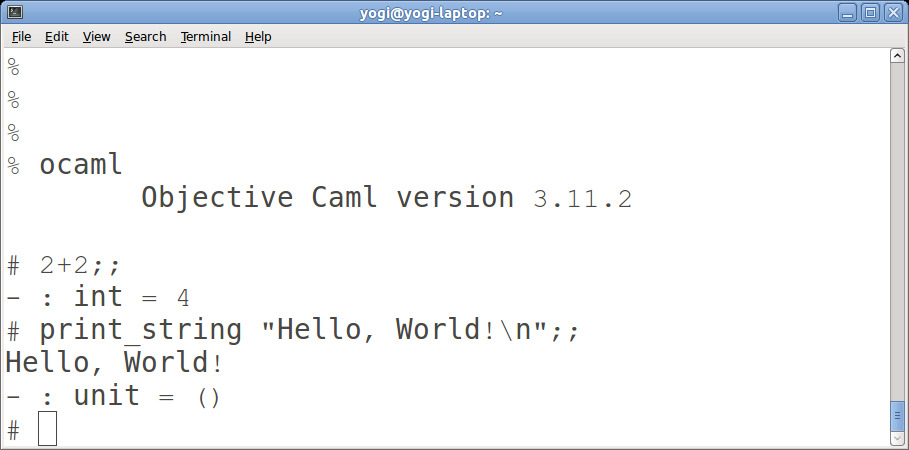 yogi@yogi-laptop: ~
File Edit View Search Terminal Help
%
%
%
% ocaml
        Objective Caml version 3.11.2

# 2+2;;
- : int = 4
# print_string "Hello, World!\n";;
Hello, World!
- : unit = ()
#